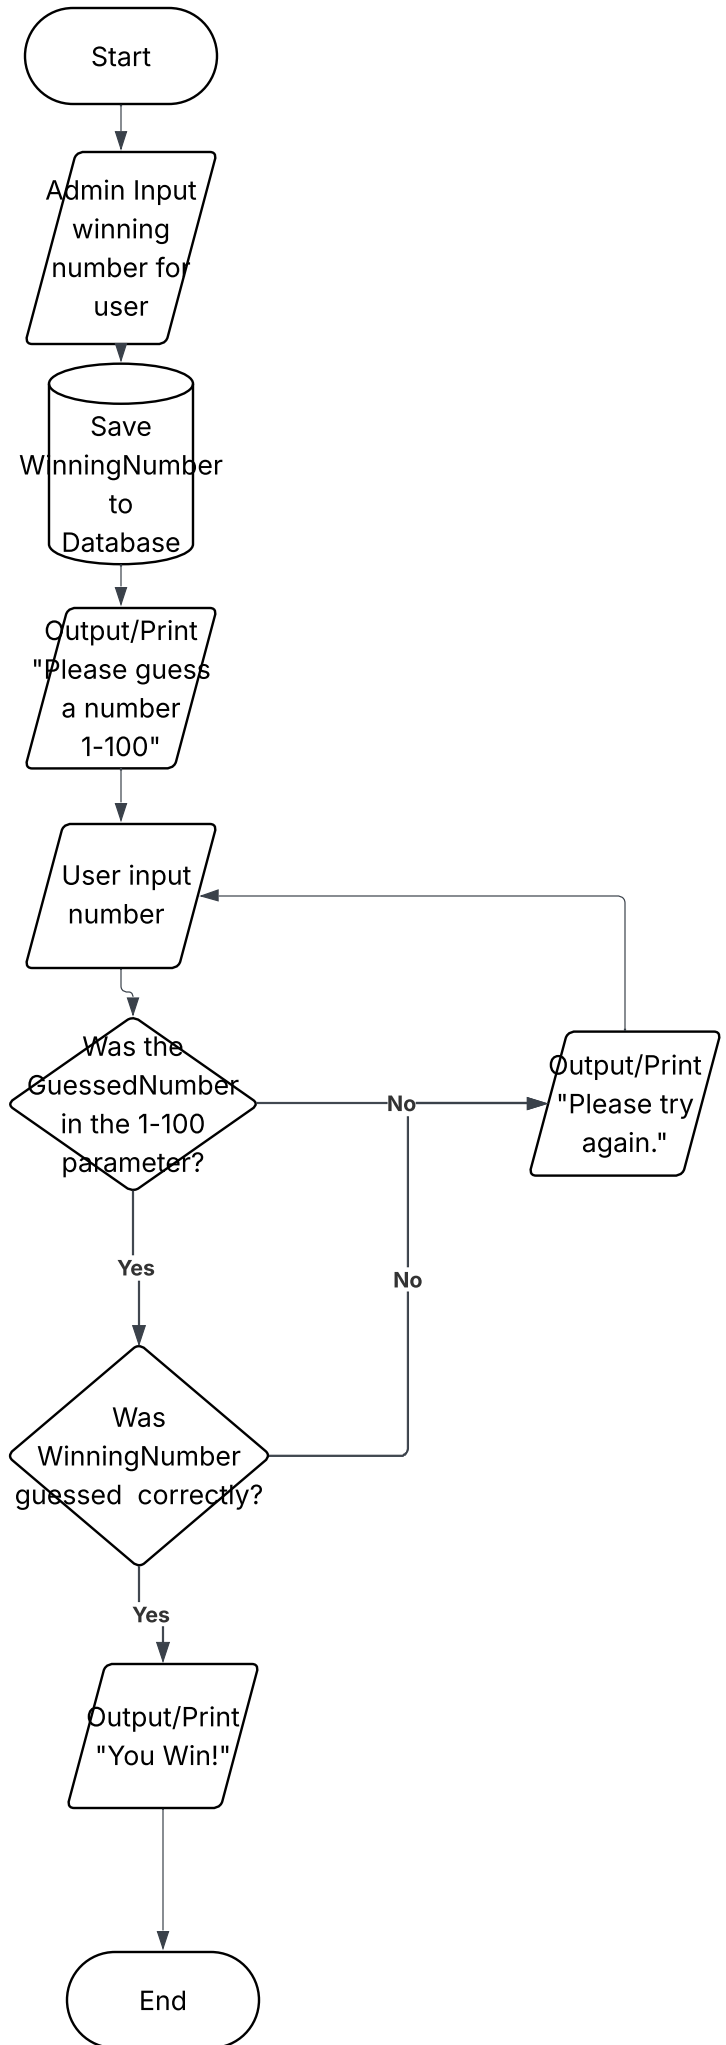 Start
Admin Input
winning
number for
user
Save
WinningNumber
to
Database
Output/Print
"Please guess
a number
1-100"
User input
number
Was the
GuessedNumber
in the 1-100
parameter?
No
Output/Print
"Please try
again."
Yes
No
Was
WinningNumber
guessed  correctly?
Yes
Output/Print
"You Win!"
End